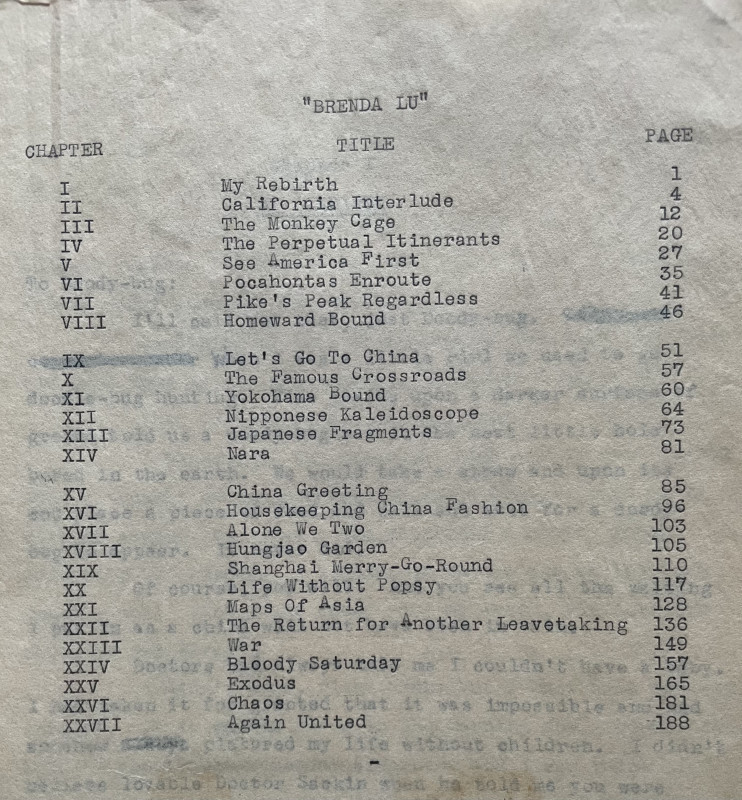 "BRENDA LU"
CHAPTER TITLE PAGE
I My Rebirth 1
II California Interlude 4
III The Monkey Cage 12
IV The Perpetual Itinerants 20
V See America First 27
VI Pocahontas Enroute 35
VII Pike's Peak Regardless 41
VIII Homeward Bound 46
IX Let's Go To China 51
X The Famous Crossroads 57
XI Yokohama Bound 60
XII Nipponese Kaleidoscope 64
XIII Japanese Fragments 73
XIV Nara 81
XV China Greeting 85
XVI Housekeeping China Fashion 96
XVII Alone We Two 103
XVIII Hungjao Garden 105
XIX Shanghai Merry-Go-Round 110
XX Life Without Popsy 117
XXI Maps Of Asia 128
XXII The Return for Another Leavetaking 136
XXIII War 149
XXIV Bloody Saturday 157
XXV Exodus 165
XXVI Chaos 181
XXVII Again United 188
-